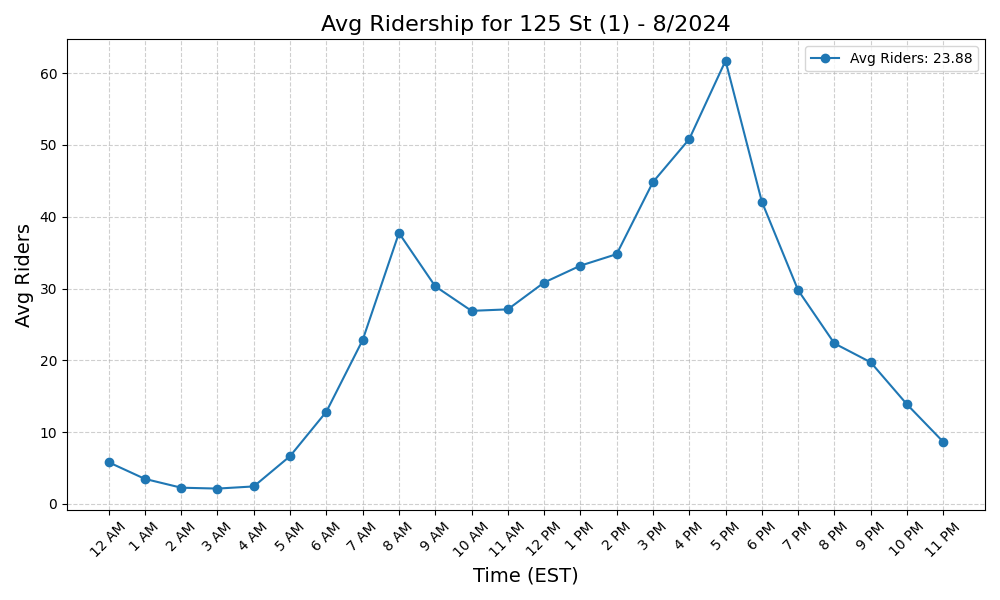 Avg Ridership for 125 St (1) - 8/2024
Avg Riders: 23.88
Avg Riders
60
50
40
30
20
10
0
12 AM
1 AM
2 AM
3 AM
4 AM
5 AM
6 AM
7 AM
8 AM
9 AM
10 AM
11 AM
12 PM
1 PM
2 PM
3 PM
4 PM
5 PM
6 PM
7 PM
8 PM
9 PM
10 PM
11 PM
Time (EST)